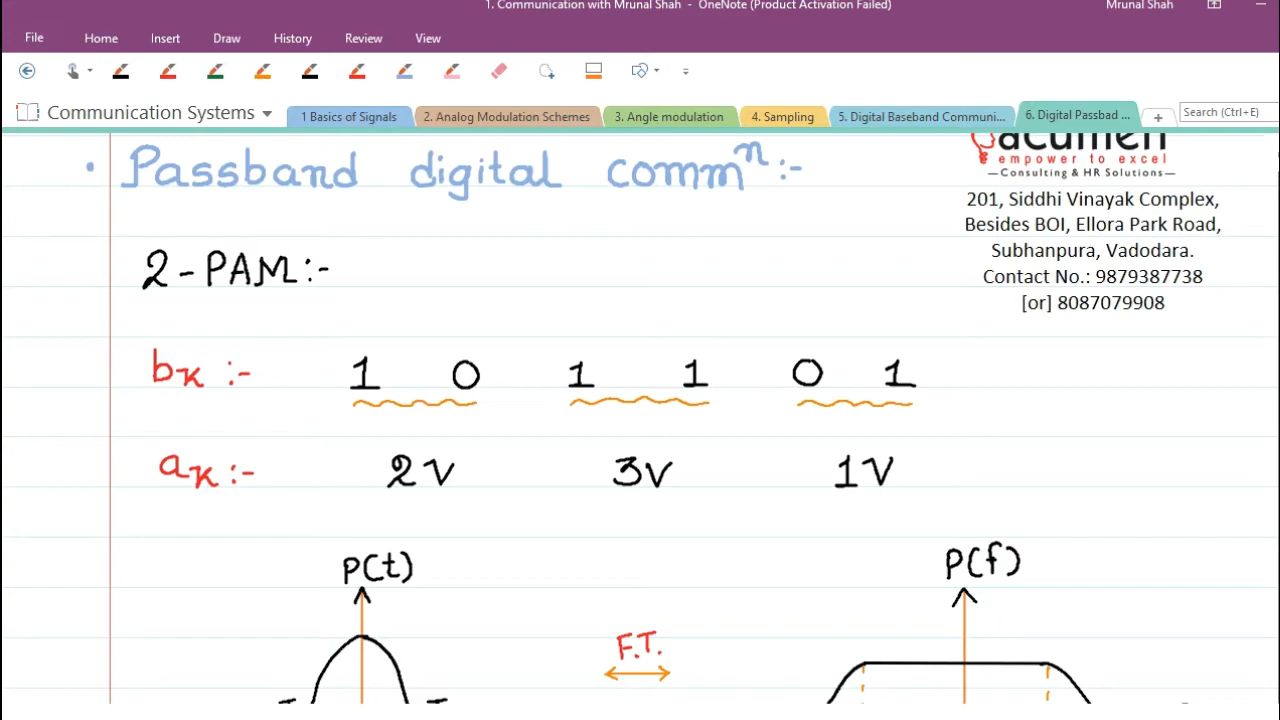 1. Communication with Mrunal Shah - OneNote (Product Activation Failed)
Mrunal Shah
File Home Insert Draw History Review View
Communication Systems
1 Basics of Signals
2. Analog Modulation Schemes
3. Angle modulation
4. Sampling
5. Digital Baseband Communi...
6. Digital Passbad ...
Search (Ctrl+E)
acumen
empower to excel
—Consulting & HR Solutions—
201, Siddhi Vinayak Complex,
Besides BOI, Ellora Park Road,
Subhanpura, Vadodara.
Contact No.: 9879387738
[or] 8087079908
• Passband digital commⁿ :-
2-PAM:-
bK :- 1 0 1 1 0 1
aK :- 2V 3V 1V
P(t)
P(f)
F.T.